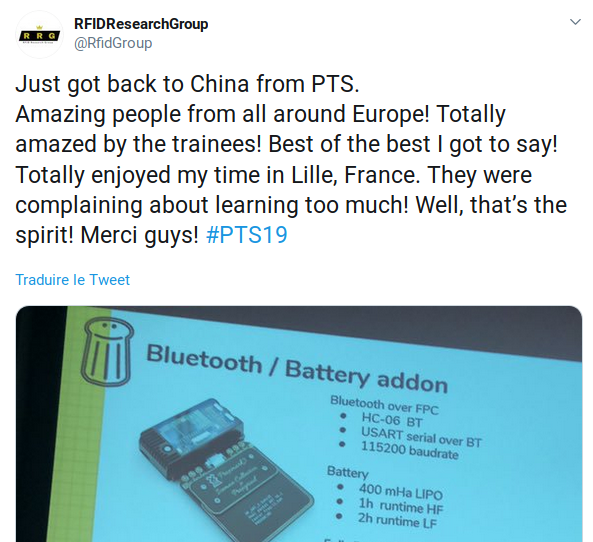 RRG
RFIDResearchGroup
@RfidGroup
Just got back to China from PTS.
Amazing people from all around Europe! Totally
amazed by the trainees! Best of the best I got to say!
Totally enjoyed my time in Lille, France. They were
complaining about learning too much! Well, that’s the
spirit! Merci guys! #PTS19
Traduire le Tweet
Bluetooth / Battery addon
Bluetooth over FPC
HC-06 BT
USART serial over BT
115200 baudrate
Battery
400 mHa LIPO
1h runtime HF
2h runtime LF